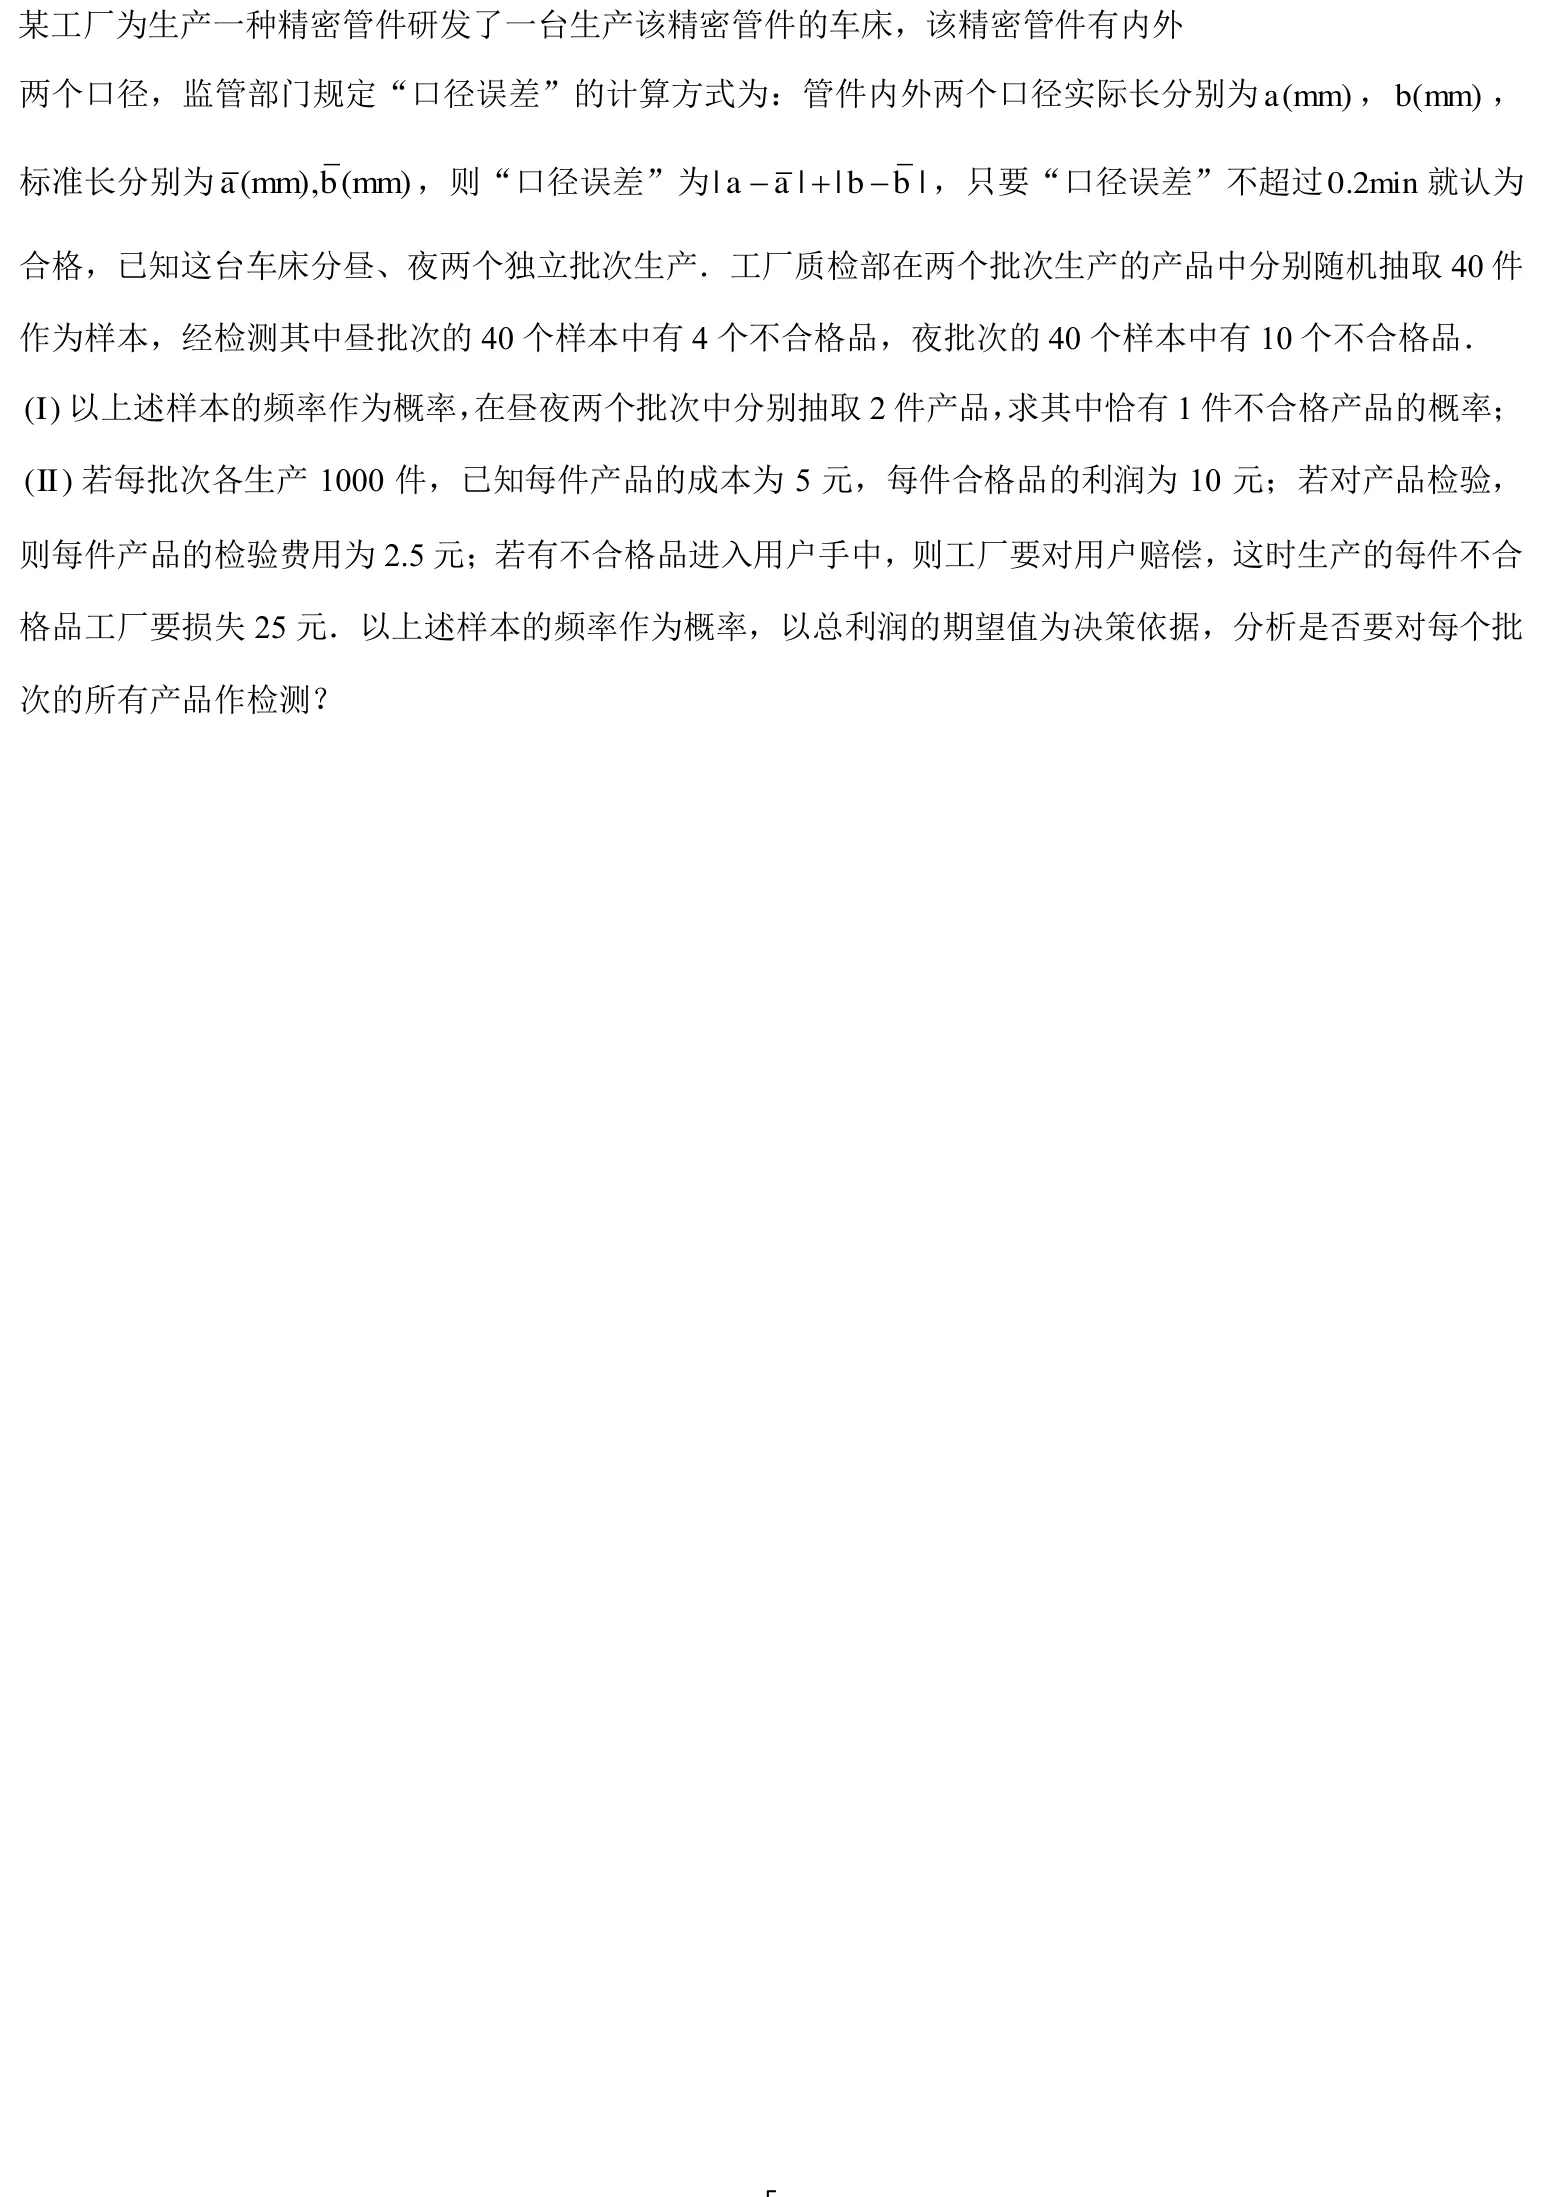 某工厂为生产一种精密管件研发了一台生产该精密管件的车床，该精密管件有内外
两个口径，监管部门规定“口径误差”的计算方式为：管件内外两个口径实际长分别为a(mm)，b(mm)，
标准长分别为a̅(mm),b̅(mm)，则“口径误差”为|a－a̅|+|b－b̅|，只要“口径误差”不超过0.2min就认为
合格，已知这台车床分昼、夜两个独立批次生产．工厂质检部在两个批次生产的产品中分别随机抽取40件
作为样本，经检测其中昼批次的40个样本中有4个不合格品，夜批次的40个样本中有10个不合格品．
(Ⅰ)以上述样本的频率作为概率，在昼夜两个批次中分别抽取2件产品，求其中恰有1件不合格产品的概率；
(Ⅱ)若每批次各生产1000件，已知每件产品的成本为5元，每件合格品的利润为10元；若对产品检验，
则每件产品的检验费用为2.5元；若有不合格品进入用户手中，则工厂要对用户赔偿，这时生产的每件不合
格品工厂要损失25元．以上述样本的频率作为概率，以总利润的期望值为决策依据，分析是否要对每个批
次的所有产品作检测？